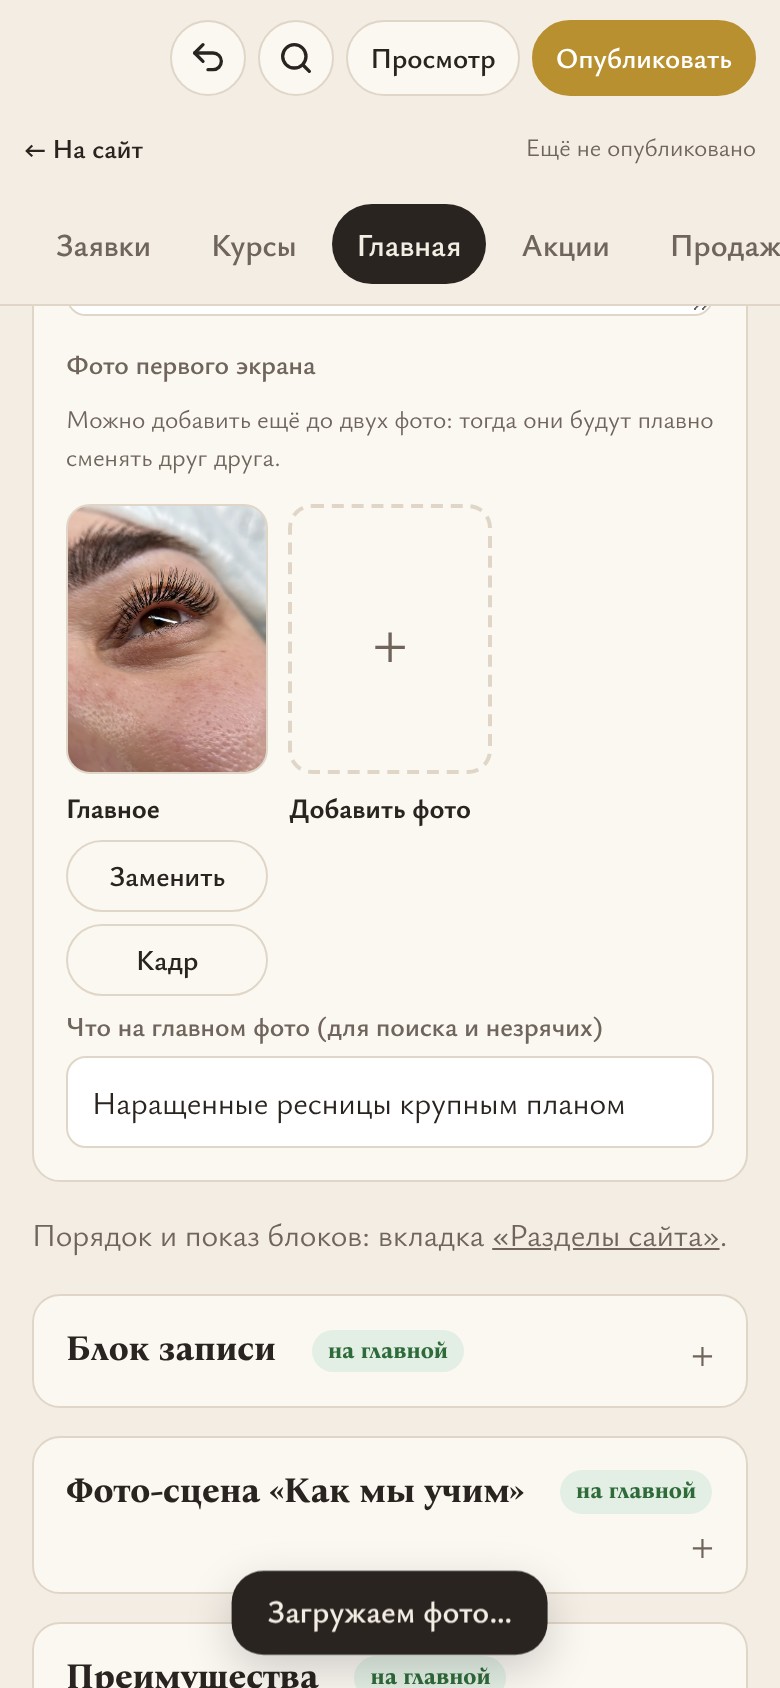 Просмотр
Опубликовать
← На сайт
Ещё не опубликовано
Заявки
Курсы
Главная
Акции
Продаж
Фото первого экрана
Можно добавить ещё до двух фото: тогда они будут плавно
сменять друг друга.
Главное
Добавить фото
Заменить
Кадр
Что на главном фото (для поиска и незрячих)
Наращенные ресницы крупным планом
Порядок и показ блоков: вкладка «Разделы сайта».
Блок записи
на главной
Фото-сцена «Как мы учим»
на главной
Загружаем фото...
Преимущества
на главной